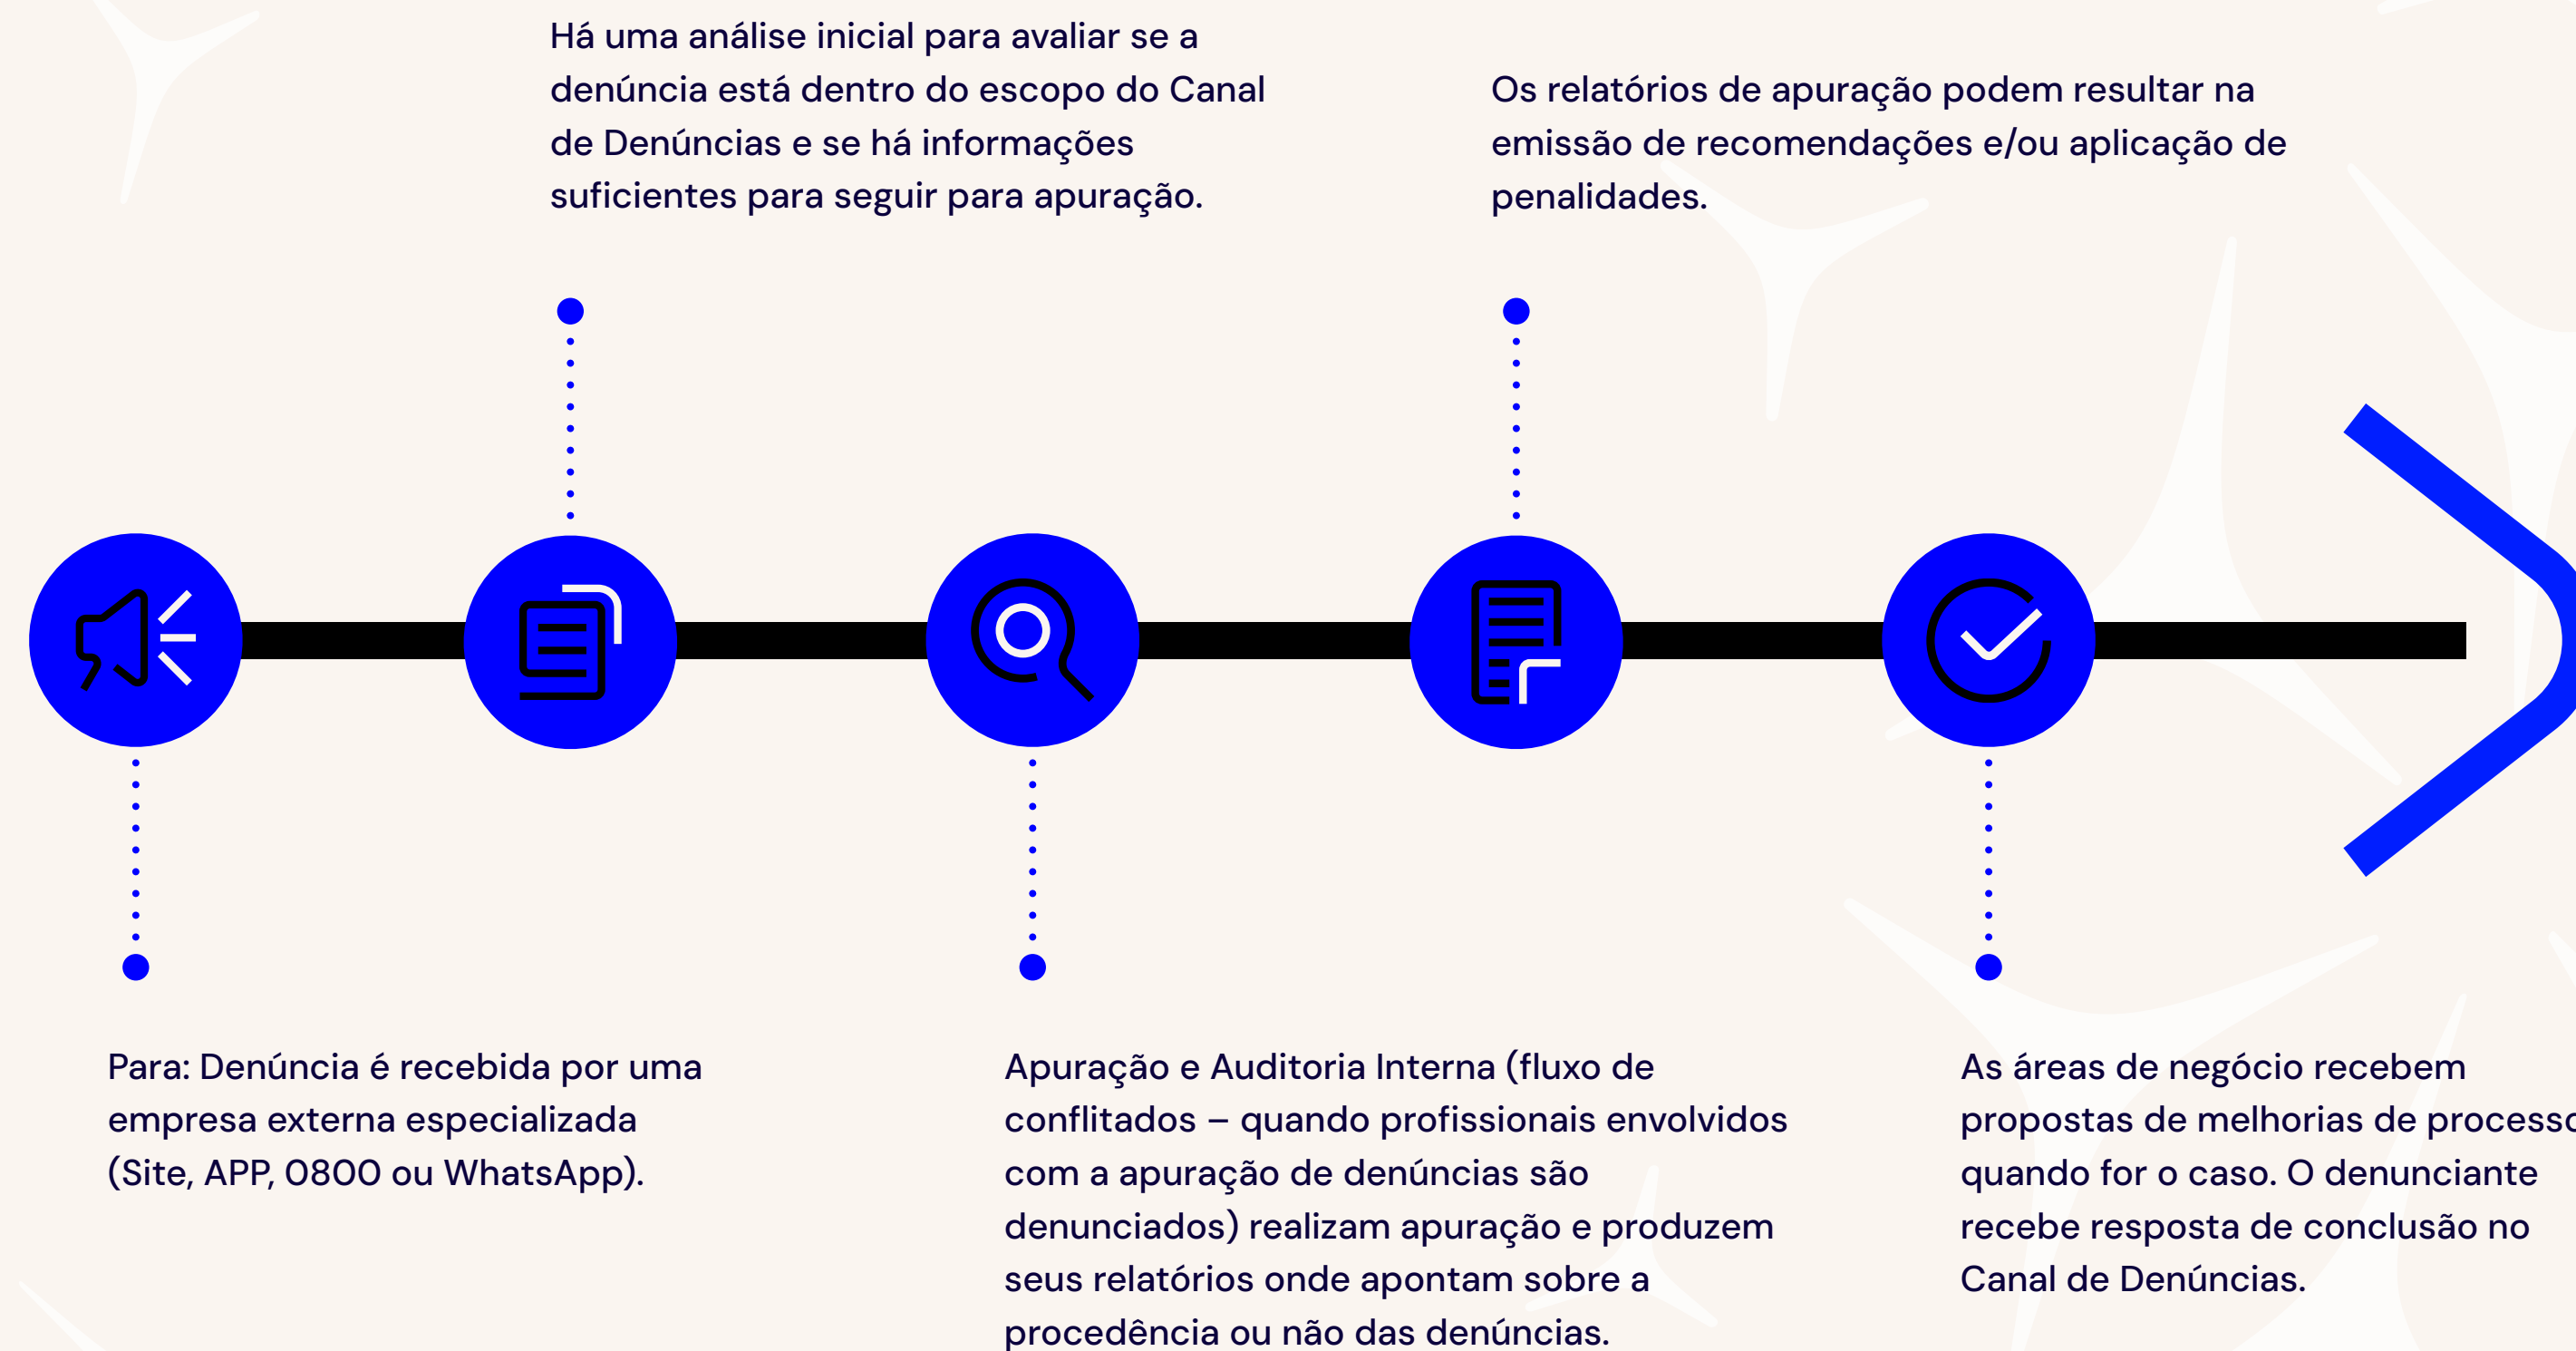 Há uma análise inicial para avaliar se a
denúncia está dentro do escopo do Canal
de Denúncias e se há informações
suficientes para seguir para apuração.
Os relatórios de apuração podem resultar na
emissão de recomendações e/ou aplicação de
penalidades.
Para: Denúncia é recebida por uma
empresa externa especializada
(Site, APP, 0800 ou WhatsApp).
Apuração e Auditoria Interna (fluxo de
conflitados – quando profissionais envolvidos
com a apuração de denúncias são
denunciados) realizam apuração e produzem
seus relatórios onde apontam sobre a
procedência ou não das denúncias.
As áreas de negócio recebem
propostas de melhorias de processo
quando for o caso. O denunciante
recebe resposta de conclusão no
Canal de Denúncias.